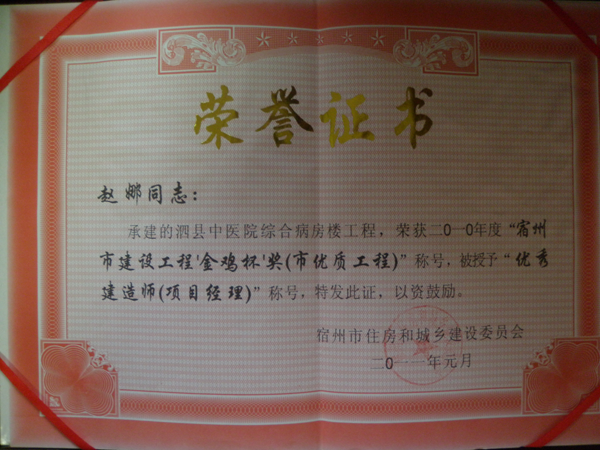 荣誉证书
赵娜同志：
承建的泗县中医院综合病房楼工程，荣获二0一0年度“宿州
市建设工程‘金鸡杯’奖(市优质工程)”称号，被授予“优秀
建造师(项目经理)”称号，特发此证，以资鼓励。
宿州市住房和城乡建设委员会
二0一一年元月